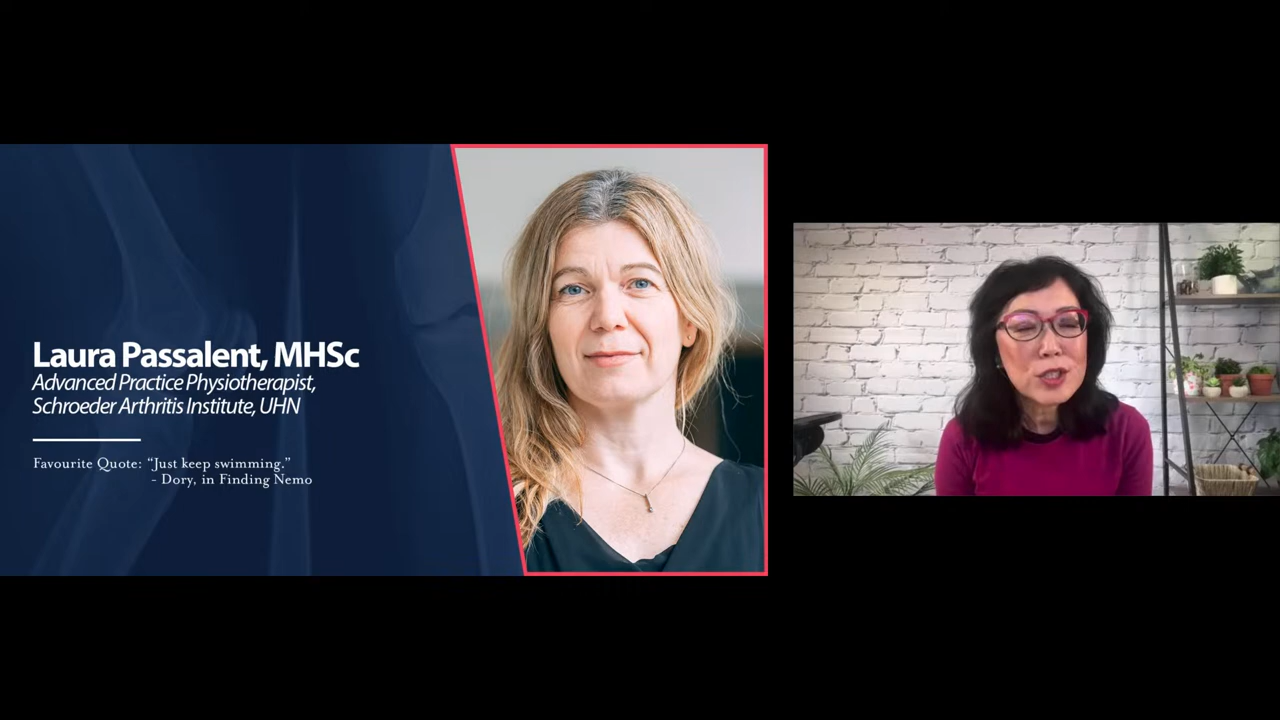 Laura Passalent, MHSc
Advanced Practice Physiotherapist,
Schroeder Arthritis Institute, UHN
Favourite Quote: “Just keep swimming.”
- Dory, in Finding Nemo